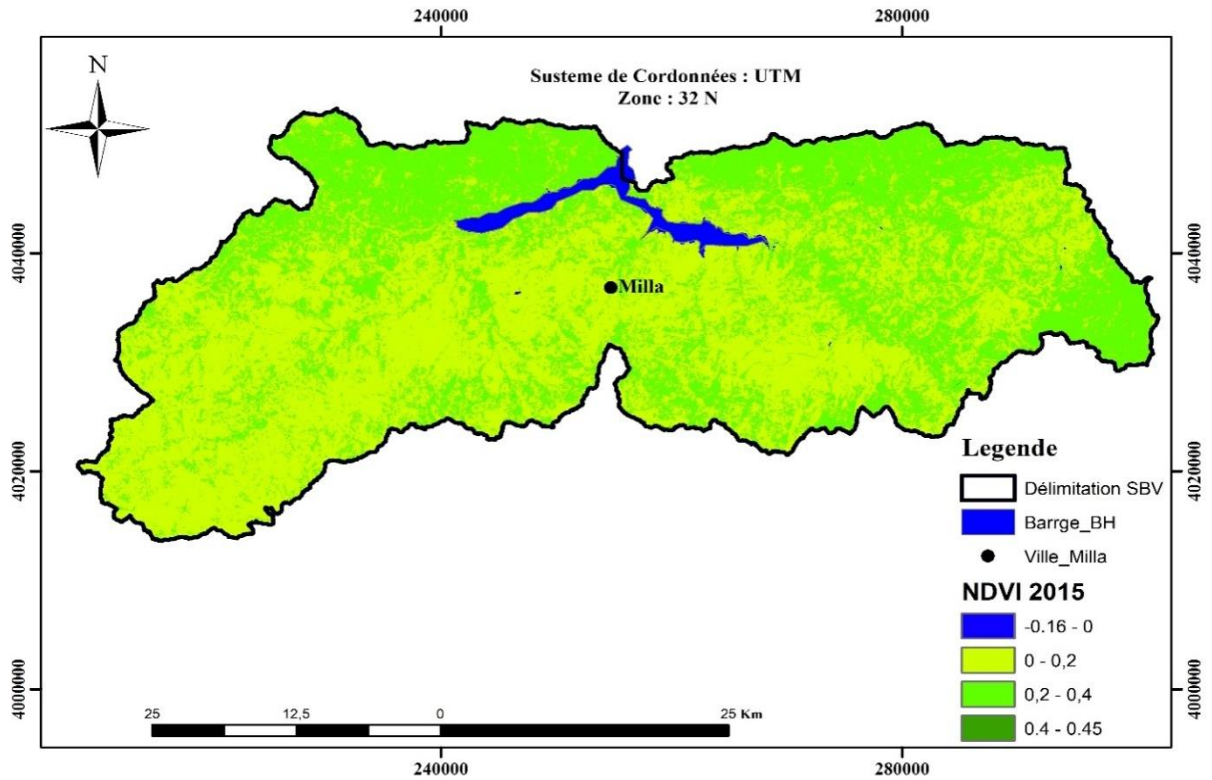 240000 280000
N
Susteme de Cordonnées : UTM
Zone : 32 N
4040000 4040000
Milla
4020000 4020000
4000000 4000000
Legende
Délimitation SBV
Barrge_BH
Ville_Milla
NDVI 2015
-0.16 - 0
0 - 0,2
0,2 - 0,4
0.4 - 0.45
25 12,5 0 25 Km
240000 280000